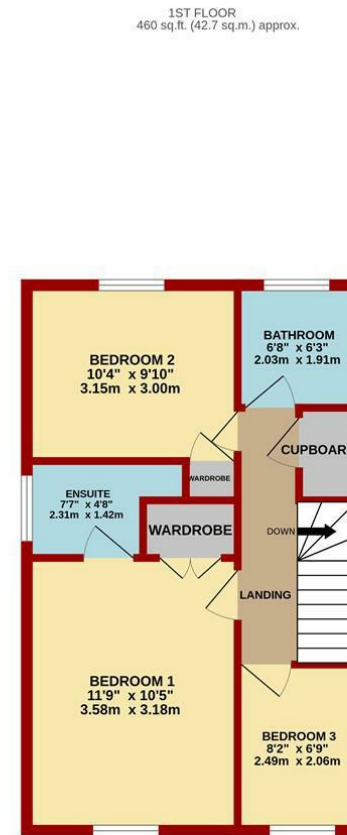 1ST FLOOR
460 sq.ft. (42.7 sq.m.) approx.
BATHROOM
6'8" x 6'3"
2.03m x 1.91m
BEDROOM 2
10'4" x 9'10"
3.15m x 3.00m
CUPBOAR
WARDROBE
ENSUITE
7'7" x 4'8"
2.31m x 1.42m
WARDROBE
DOWN
LANDING
BEDROOM 1
11'9" x 10'5"
3.58m x 3.18m
BEDROOM 3
8'2" x 6'9"
2.49m x 2.06m